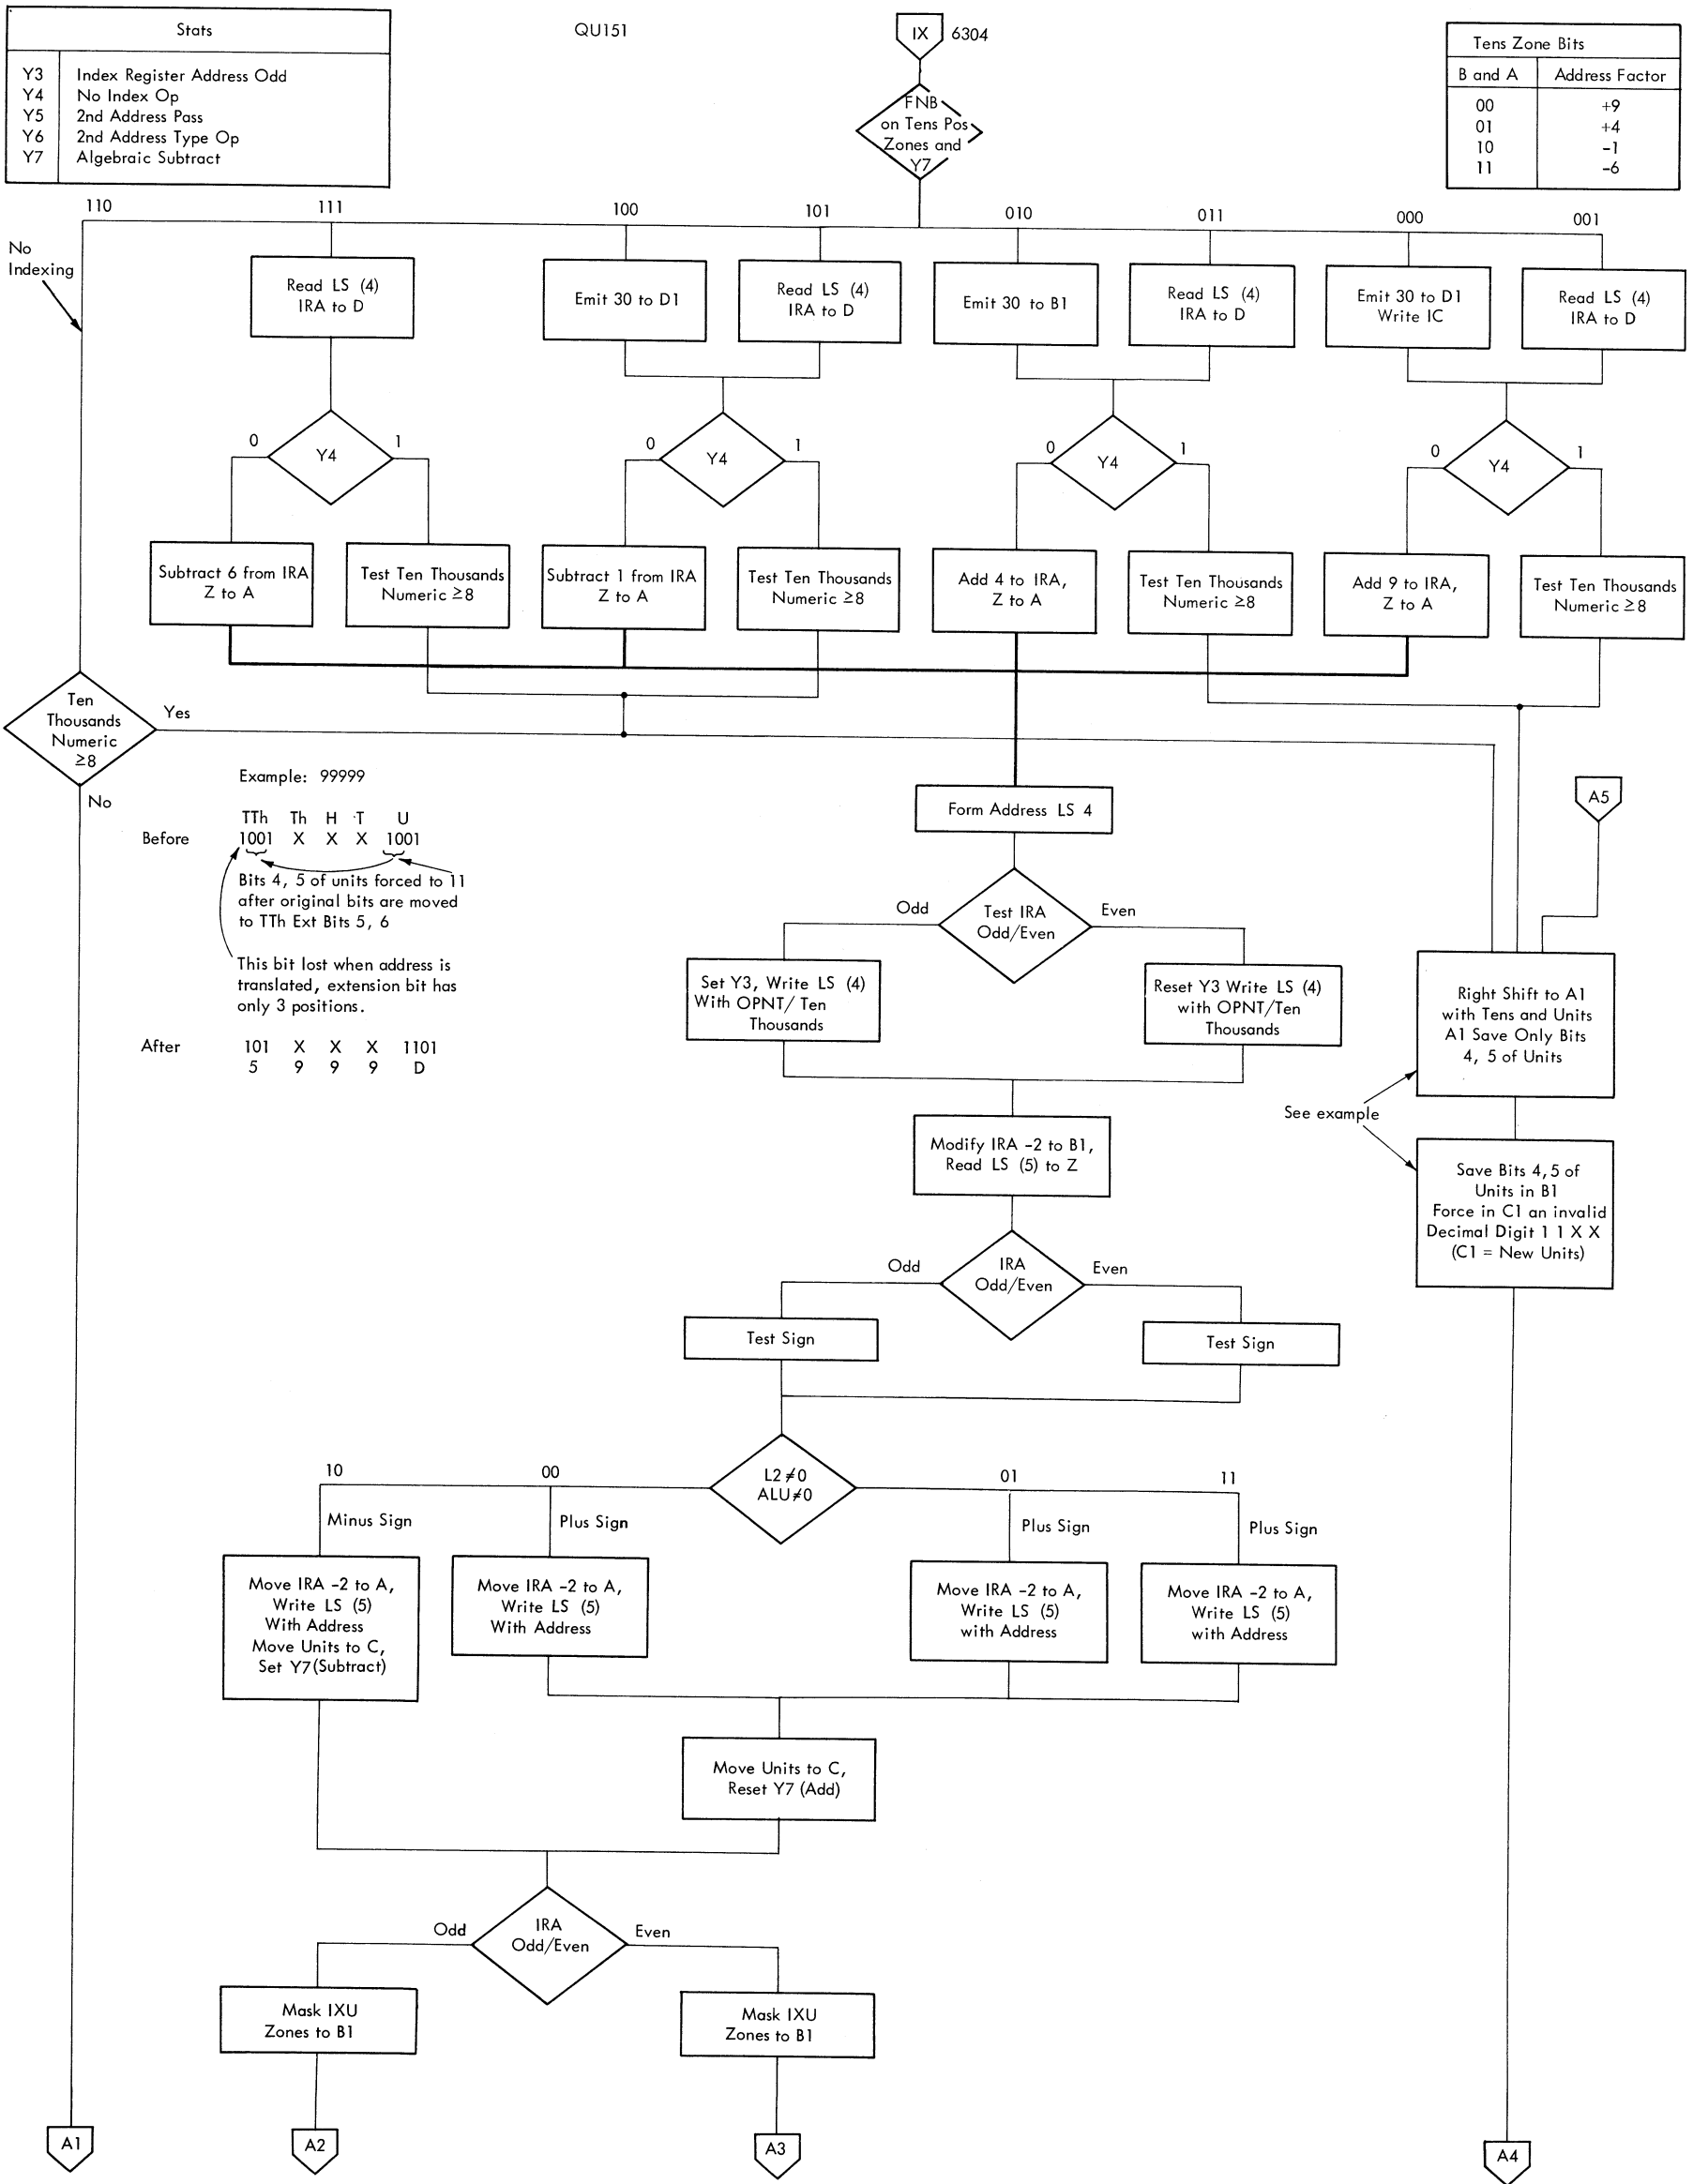 Stats
Y3 Index Register Address Odd
Y4 No Index Op
Y5 2nd Address Pass
Y6 2nd Address Type Op
Y7 Algebraic Subtract
QU151
IX 6304
FNB
on Tens Pos
Zones and
Y7
Tens Zone Bits
B and A Address Factor
00 +9
01 +4
10 -1
11 -6
110 111 100 101 010 011 000 001
No
Indexing
Read LS (4)
IRA to D
Emit 30 to D1
Read LS (4)
IRA to D
Emit 30 to B1
Read LS (4)
IRA to D
Emit 30 to D1
Write IC
Read LS (4)
IRA to D
0 Y4 1
0 Y4 1
0 Y4 1
0 Y4 1
Subtract 6 from IRA
Z to A
Test Ten Thousands
Numeric ≥8
Subtract 1 from IRA
Z to A
Test Ten Thousands
Numeric ≥8
Add 4 to IRA,
Z to A
Test Ten Thousands
Numeric ≥8
Add 9 to IRA,
Z to A
Test Ten Thousands
Numeric ≥8
Ten
Thousands
Numeric
≥8
Yes
No
Example: 99999
TTh Th H T U
Before 1001 X X X 1001
Bits 4, 5 of units forced to 11
after original bits are moved
to TTh Ext Bits 5, 6
This bit lost when address is
translated, extension bit has
only 3 positions.
After 101 X X X 1101
5 9 9 9 D
Form Address LS 4
A5
Odd Test IRA Even
Odd/Even
Set Y3, Write LS (4)
With OPNT/Ten
Thousands
Reset Y3 Write LS (4)
with OPNT/Ten
Thousands
Right Shift to A1
with Tens and Units
A1 Save Only Bits
4, 5 of Units
See example
Modify IRA -2 to B1,
Read LS (5) to Z
Save Bits 4,5 of
Units in B1
Force in C1 an invalid
Decimal Digit 1 1 X X
(C1 = New Units)
Odd IRA Even
Odd/Even
Test Sign
Test Sign
L2≠0
ALU≠0
10 00 01 11
Minus Sign Plus Sign Plus Sign Plus Sign
Move IRA -2 to A,
Write LS (5)
With Address
Move Units to C,
Set Y7(Subtract)
Move IRA -2 to A,
Write LS (5)
With Address
Move IRA -2 to A,
Write LS (5)
with Address
Move IRA -2 to A,
Write LS (5)
with Address
Move Units to C,
Reset Y7 (Add)
Odd IRA Even
Odd/Even
Mask IXU
Zones to B1
Mask IXU
Zones to B1
A1 A2 A3 A4